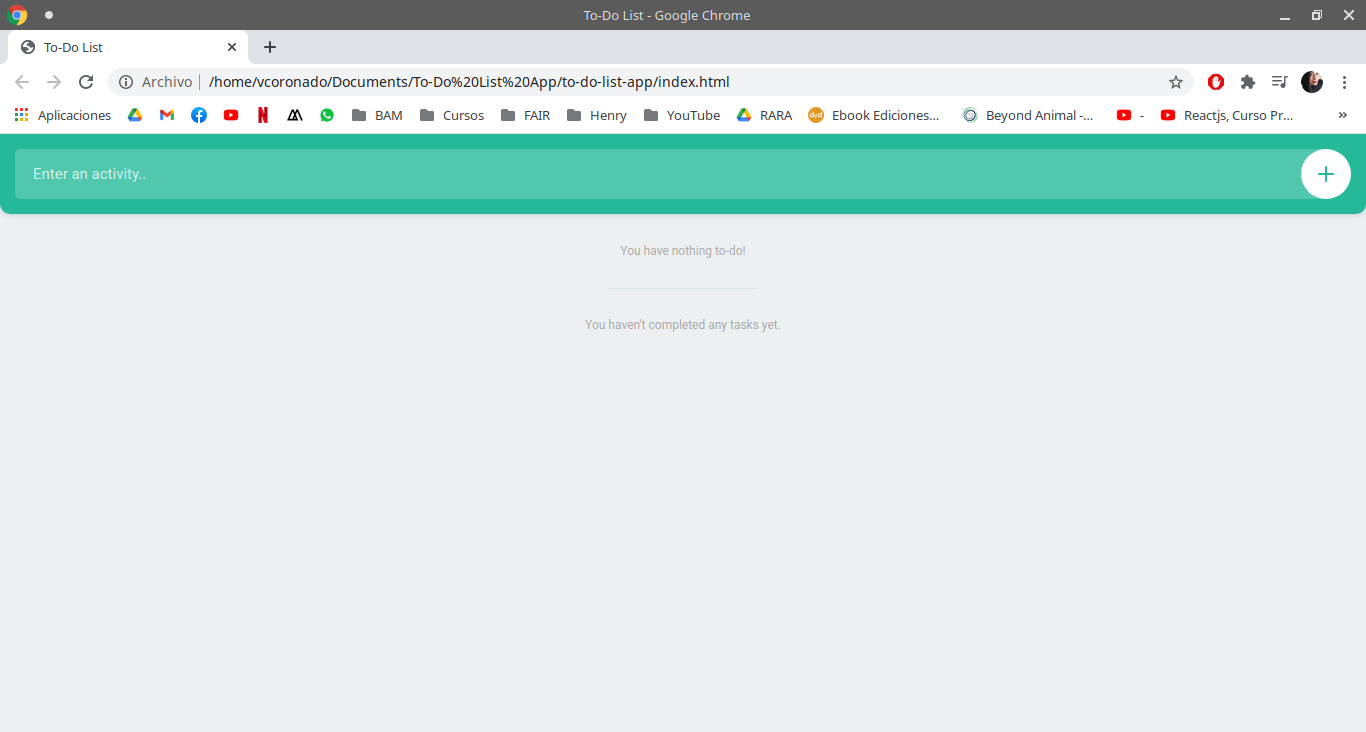 To-Do List - Google Chrome
To-Do List
Archivo /home/vcoronado/Documents/To-Do%20List%20App/to-do-list-app/index.html
Aplicaciones BAM Cursos FAIR Henry YouTube RARA Ebook Ediciones... Beyond Animal -... - Reactjs, Curso Pr... »
Enter an activity..
You have nothing to-do!
You haven't completed any tasks yet.